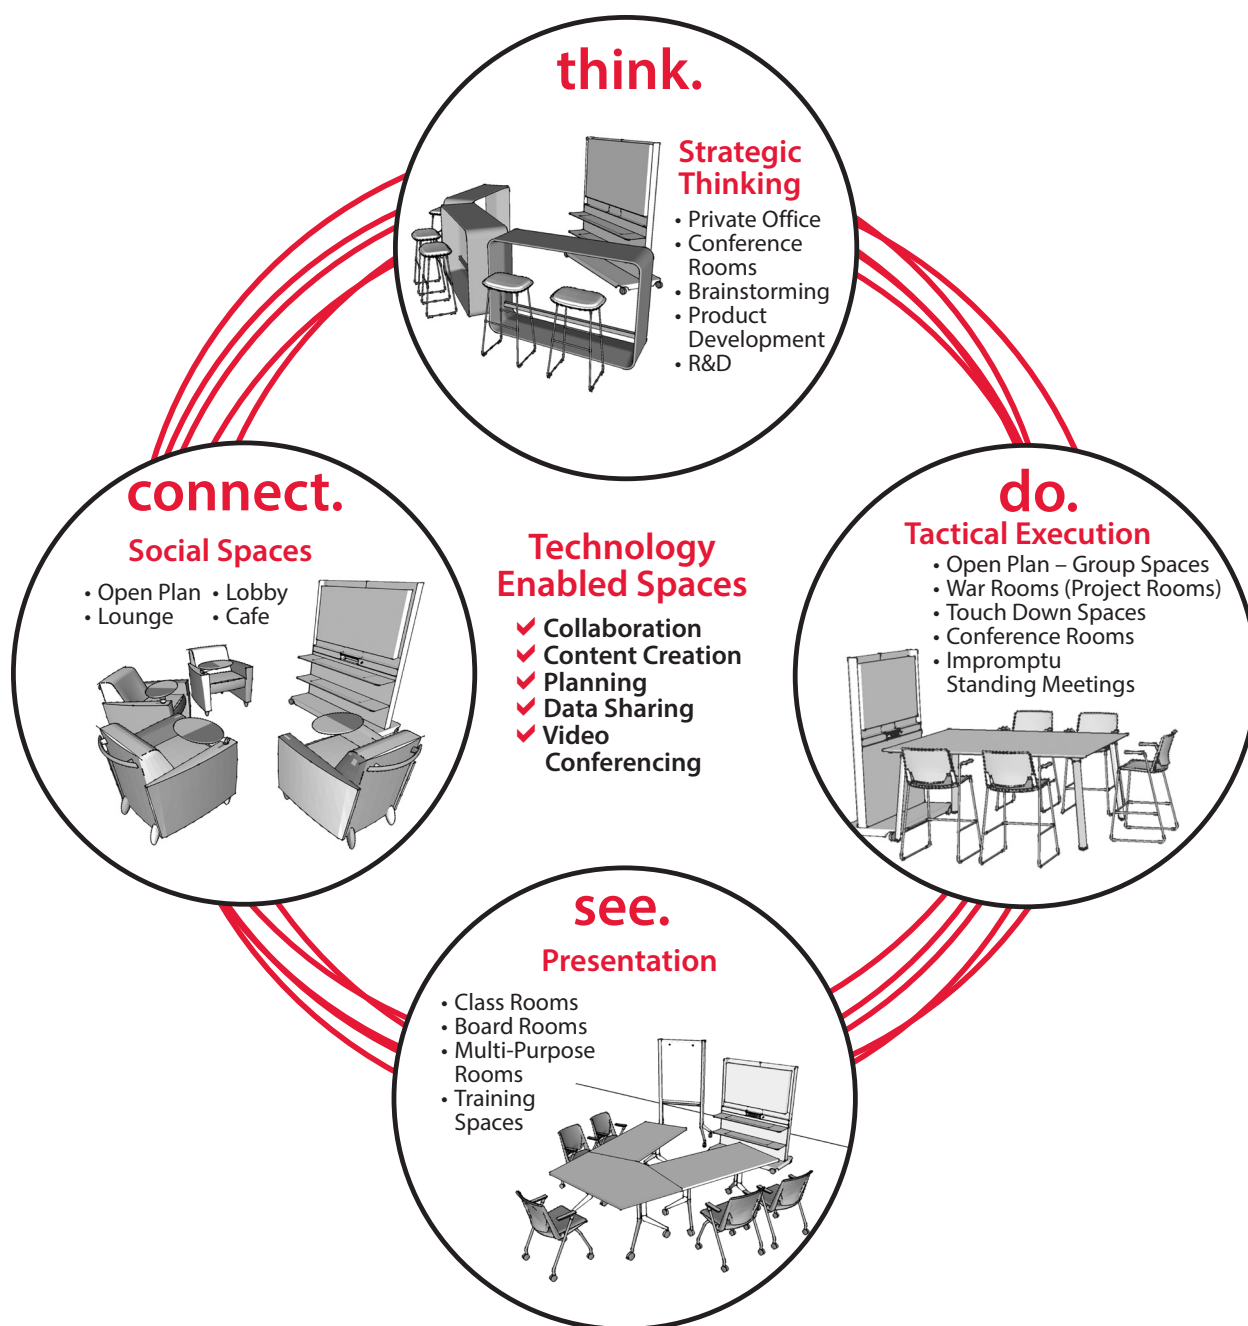 think.
Strategic
Thinking
• Private Office
• Conference
Rooms
• Brainstorming
• Product
Development
• R&D
connect.
Social Spaces
• Open Plan • Lobby
• Lounge • Cafe
Technology
Enabled Spaces
✓ Collaboration
✓ Content Creation
✓ Planning
✓ Data Sharing
✓ Video
Conferencing
do.
Tactical Execution
• Open Plan – Group Spaces
• War Rooms (Project Rooms)
• Touch Down Spaces
• Conference Rooms
• Impromptu
Standing Meetings
see.
Presentation
• Class Rooms
• Board Rooms
• Multi-Purpose
Rooms
• Training
Spaces